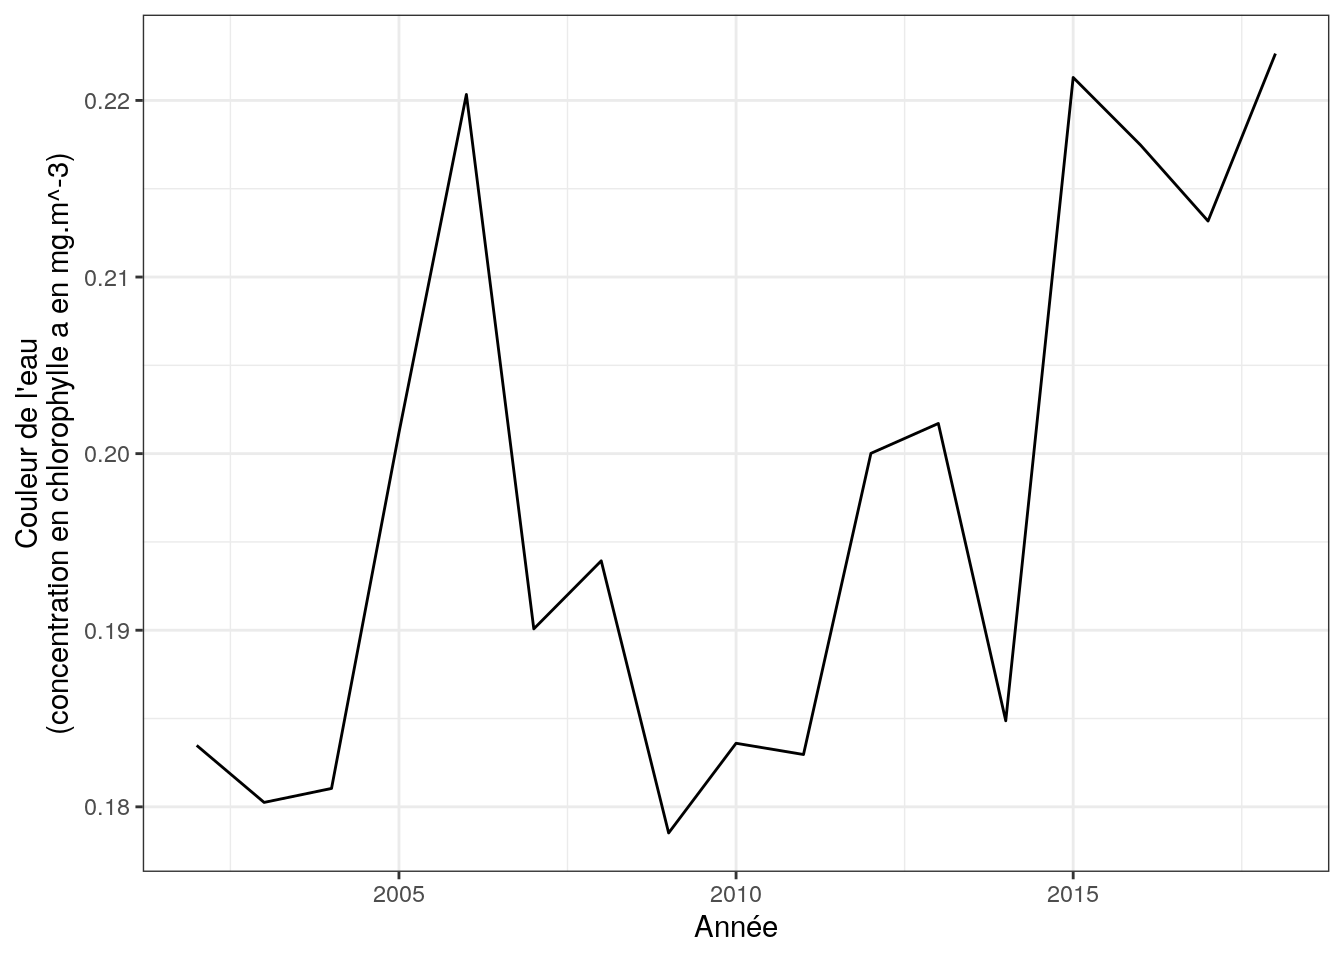 Couleur de l'eau
(concentration en chlorophylle a en mg.m^-3)
0.22
0.21
0.20
0.19
0.18
2005
2010
2015
Année